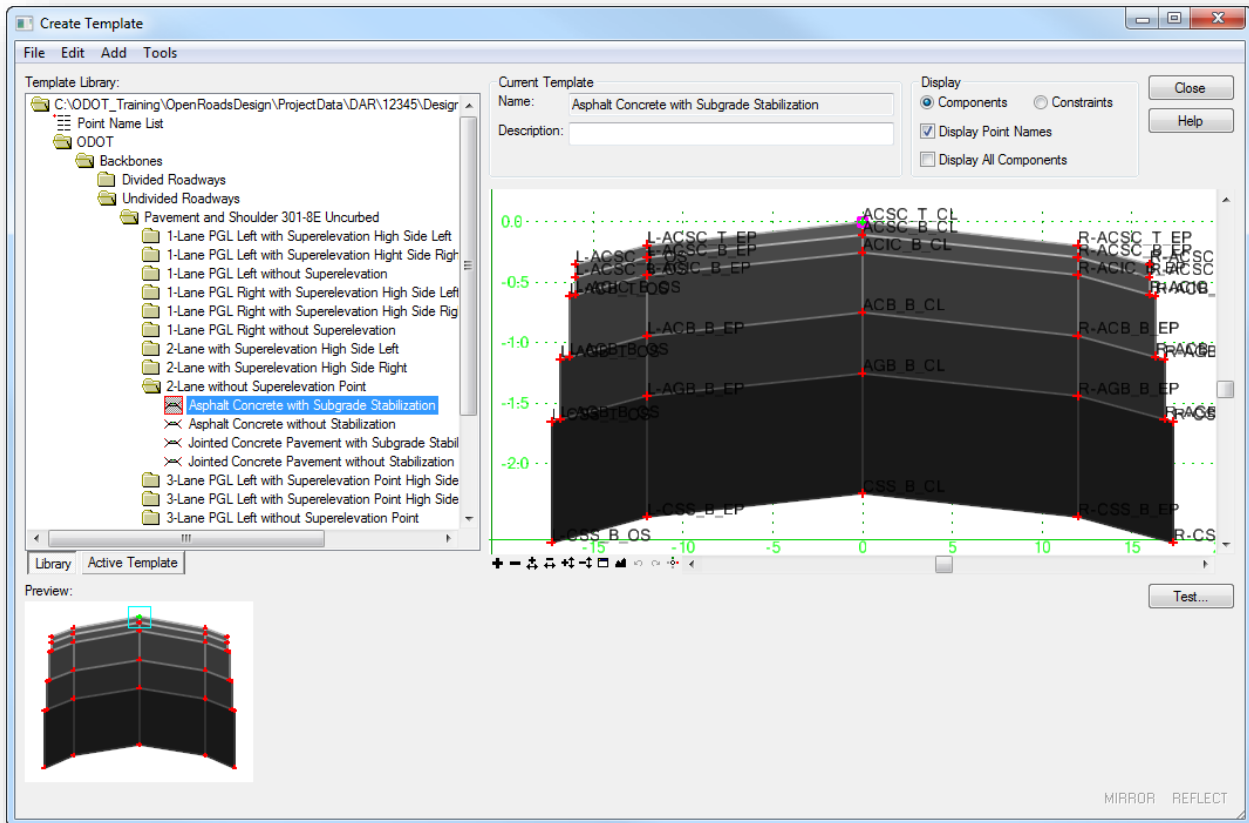 Create Template
File Edit Add Tools
Template Library:
C:\ODOT_Training\OpenRoadsDesign\ProjectData\DAR\12345\Design
Point Name List
ODOT
Backbones
Divided Roadways
Undivided Roadways
Pavement and Shoulder 301-8E Uncurbed
1-Lane PGL Left with Superelevation High Side Left
1-Lane PGL Left with Superelevation Hight Side Righ
1-Lane PGL Left without Superelevation
1-Lane PGL Right with Superelevation High Side Left
1-Lane PGL Right with Superelevation High Side Rig
1-Lane PGL Right without Superelevation
2-Lane with Superelevation High Side Left
2-Lane with Superelevation High Side Right
2-Lane without Superelevation Point
Asphalt Concrete with Subgrade Stabilization
Asphalt Concrete without Stabilization
Jointed Concrete Pavement with Subgrade Stabil
Jointed Concrete Pavement without Stabilization
3-Lane PGL Left with Superelevation Point High Side
3-Lane PGL Left with Superelevation Point High Side
3-Lane PGL Left without Superelevation Point
Library Active Template
Preview:
Current Template
Name: Asphalt Concrete with Subgrade Stabilization
Description:
Display
Components Constraints
Display Point Names
Display All Components
Close
Help
0.0
-0.5
-1.0
-1.5
-2.0
ACSC_T_CL
ACSC_B_CL
ACIC_B_CL
L-ACSC_T_EP
R-ACSC_T_EP
R-ACSC_B_EP
ACB_B_CL
L-ACB_B_EP
R-ACB_B_EP
AGB_B_CL
L-AGB_B_EP
R-AGB_B_EP
CSS_B_CL
L-CSS_B_EP
R-CSS_B_EP
L-CSS_B_OS
R-CS
-15 -10 -5 0 5 10 15
Test...
MIRROR REFLECT